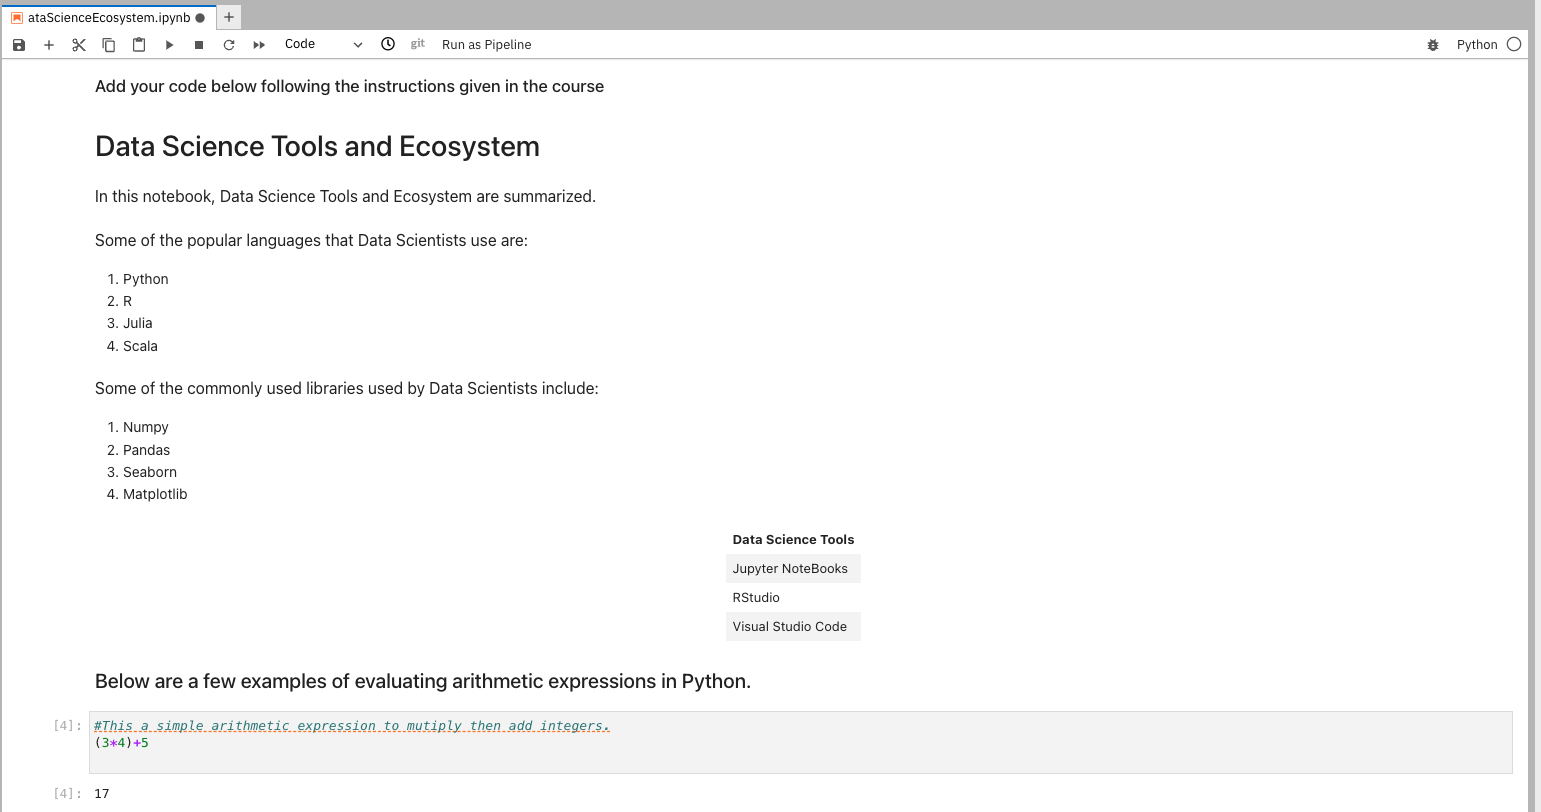 ataScienceEcosystem.ipynb
+
Code
git
Run as Pipeline
Python
Add your code below following the instructions given in the course
Data Science Tools and Ecosystem
In this notebook, Data Science Tools and Ecosystem are summarized.
Some of the popular languages that Data Scientists use are:
1. Python
2. R
3. Julia
4. Scala
Some of the commonly used libraries used by Data Scientists include:
1. Numpy
2. Pandas
3. Seaborn
4. Matplotlib
Data Science Tools
Jupyter NoteBooks
RStudio
Visual Studio Code
Below are a few examples of evaluating arithmetic expressions in Python.
[4]: #This a simple arithmetic expression to mutiply then add integers.
(3*4)+5
[4]: 17